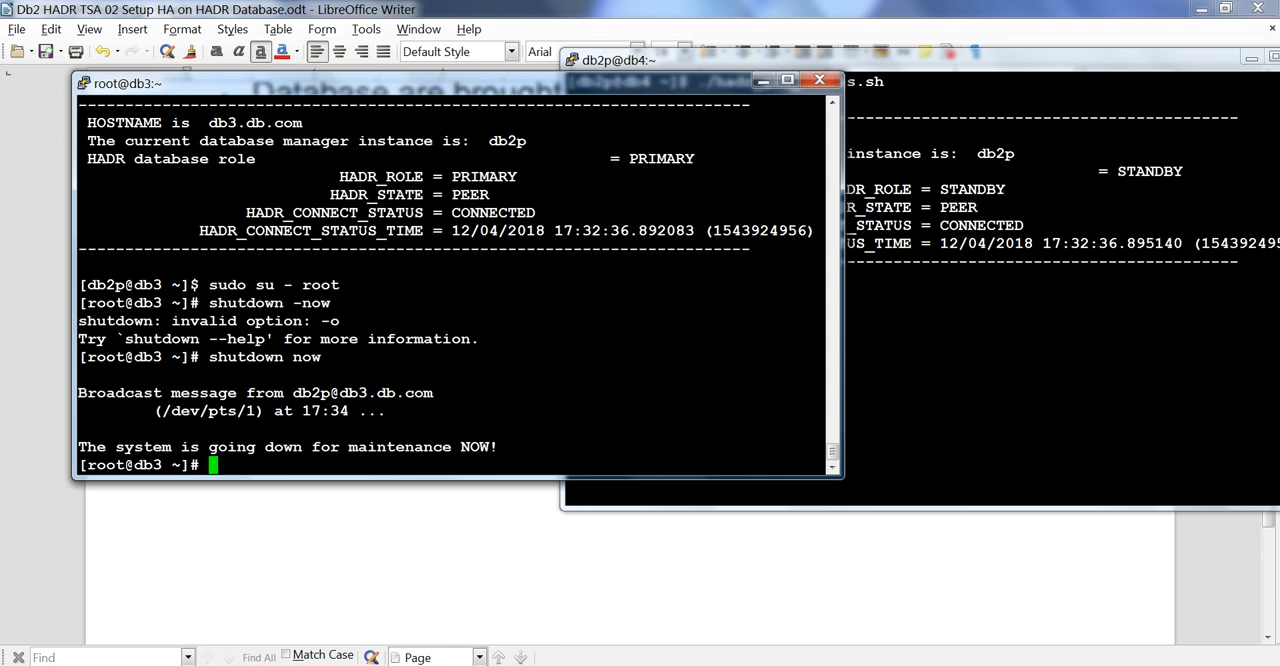 Db2 HADR TSA 02 Setup HA on HADR Database.odt - LibreOffice Writer
File Edit View Insert Format Styles Table Form Tools Window Help
Default Style
Arial
db2p@db4:~
root@db3:~
Database are brought
[db2p@db4 ~]$ ./had
s.sh
HOSTNAME is  db3.db.com
The current database manager instance is:  db2p
HADR database role = PRIMARY
HADR_ROLE = PRIMARY
HADR_STATE = PEER
HADR_CONNECT_STATUS = CONNECTED
HADR_CONNECT_STATUS_TIME = 12/04/2018 17:32:36.892083 (1543924956)
[db2p@db3 ~]$ sudo su - root
[root@db3 ~]# shutdown -now
shutdown: invalid option: -o
Try `shutdown --help' for more information.
[root@db3 ~]# shutdown now
Broadcast message from db2p@db3.db.com
(/dev/pts/1) at 17:34 ...
The system is going down for maintenance NOW!
[root@db3 ~]#
instance is:  db2p
= STANDBY
DR_ROLE = STANDBY
R_STATE = PEER
_STATUS = CONNECTED
US_TIME = 12/04/2018 17:32:36.895140 (154392495
Find
Find All
Match Case
Page